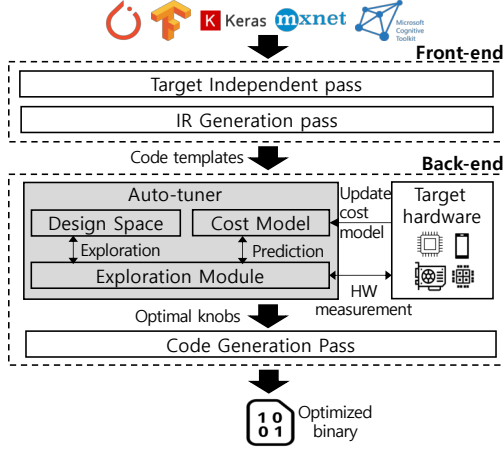 K Keras mxnet Microsoft
Cognitive
Toolkit
Front-end
Target Independent pass
IR Generation pass
Code templates
Back-end
Auto-tuner
Design Space
Cost Model
Exploration
Prediction
Exploration Module
Update
cost
model
Target
hardware
HW
measurement
Optimal knobs
Code Generation Pass
1 0
0 1
Optimized
binary